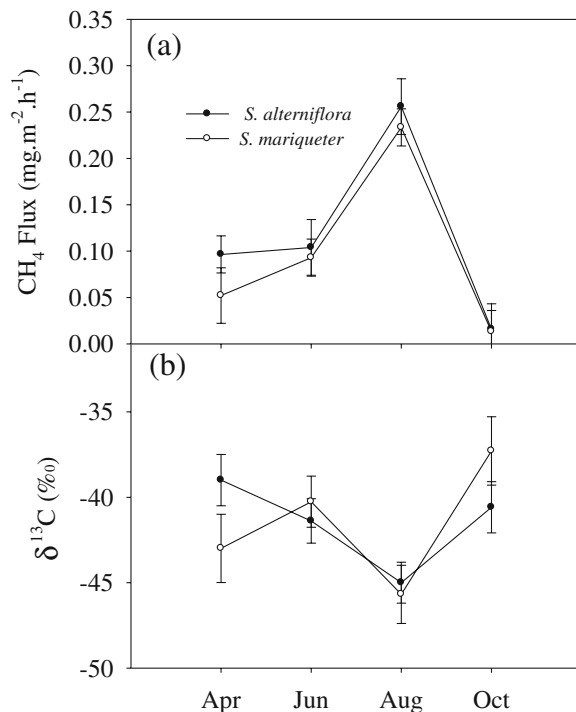 (a)
0.35
0.30
0.25
0.20
0.15
0.10
0.05
0.00
CH₄ Flux (mg.m⁻².h⁻¹)
S. alterniflora
S. mariqueter
(b)
-35
-40
-45
-50
δ¹³C (‰)
Apr Jun Aug Oct